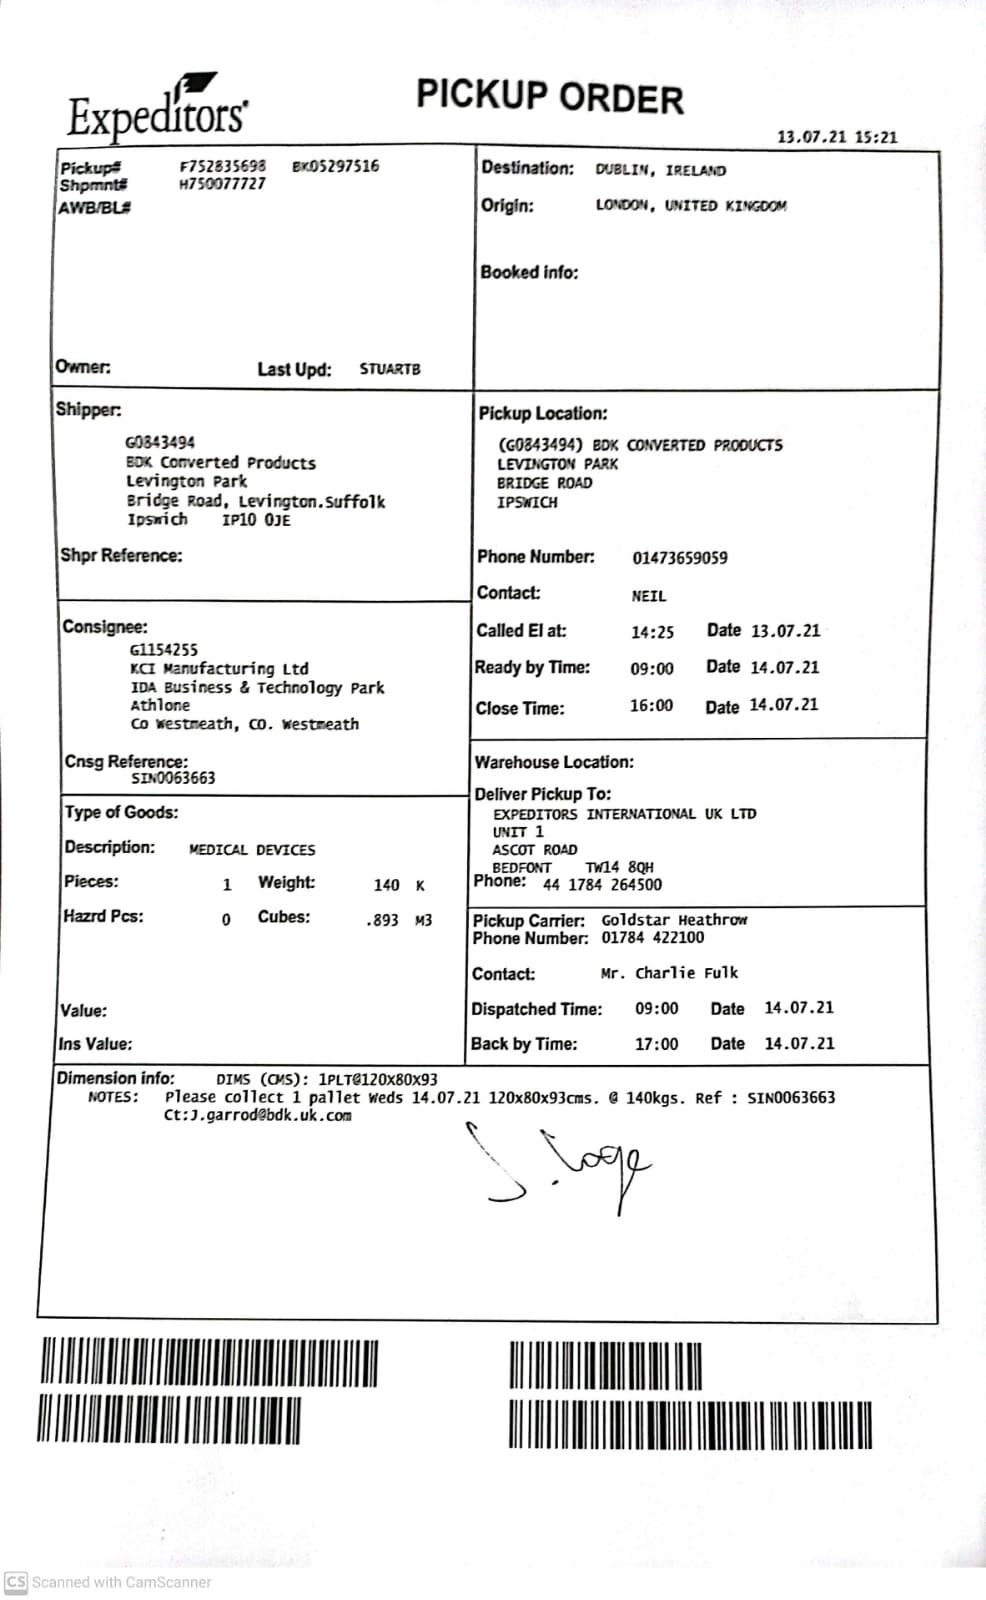 Expeditors
PICKUP ORDER
13.07.21 15:21
Pickup# F752835698 BK05297516
Shpmnt# H750077727
AWB/BL#
Owner: Last Upd: STUARTB
Destination: DUBLIN, IRELAND
Origin: LONDON, UNITED KINGDOM
Booked info:
Shipper:
G0843494
BDK Converted Products
Levington Park
Bridge Road, Levington.Suffolk
Ipswich IP10 0JE
Shpr Reference:
Pickup Location:
(G0843494) BDK CONVERTED PRODUCTS
LEVINGTON PARK
BRIDGE ROAD
IPSWICH
Phone Number: 01473659059
Contact: NEIL
Called EI at: 14:25 Date 13.07.21
Ready by Time: 09:00 Date 14.07.21
Close Time: 16:00 Date 14.07.21
Consignee:
G1154255
KCI Manufacturing Ltd
IDA Business & Technology Park
Athlone
Co Westmeath, CO. Westmeath
Cnsg Reference:
SIN0063663
Warehouse Location:
Deliver Pickup To:
EXPEDITORS INTERNATIONAL UK LTD
UNIT 1
ASCOT ROAD
BEDFONT TW14 8QH
Phone: 44 1784 264500
Type of Goods:
Description: MEDICAL DEVICES
Pieces: 1 Weight: 140 K
Hazrd Pcs: 0 Cubes: .893 M3
Value:
Ins Value:
Pickup Carrier: Goldstar Heathrow
Phone Number: 01784 422100
Contact: Mr. Charlie Fulk
Dispatched Time: 09:00 Date 14.07.21
Back by Time: 17:00 Date 14.07.21
Dimension info: DIMS (CMS): 1PLT@120x80x93
NOTES: Please collect 1 pallet Weds 14.07.21 120x80x93cms. @ 140kgs. Ref : SIN0063663
Ct:J.garrod@bdk.uk.com
CS Scanned with CamScanner